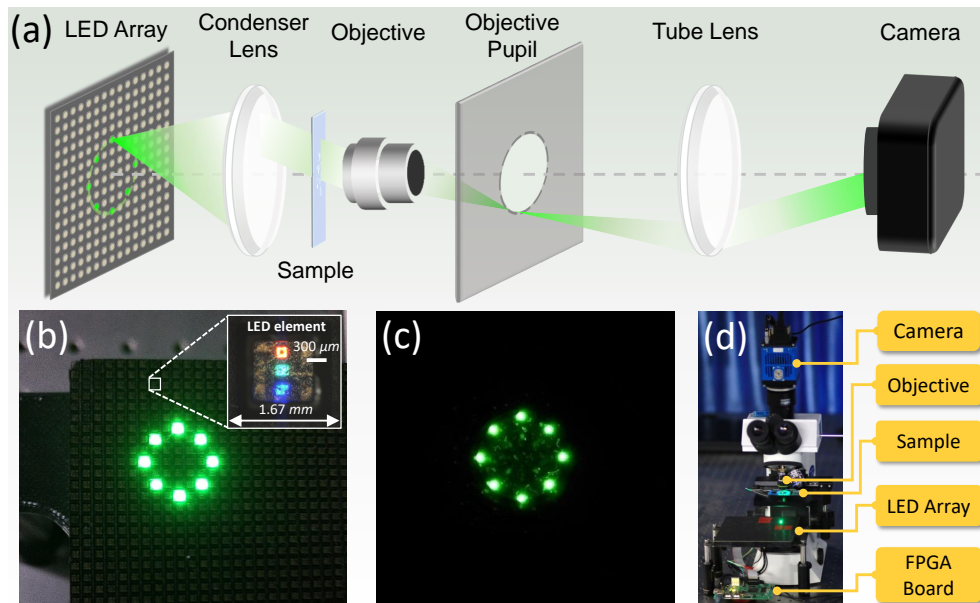 (a)
LED Array
Condenser
Lens
Objective
Objective
Pupil
Tube Lens
Camera
Sample
(b)
LED element
300 μm
1.67 mm
(c)
(d)
Camera
Objective
Sample
LED Array
FPGA
Board